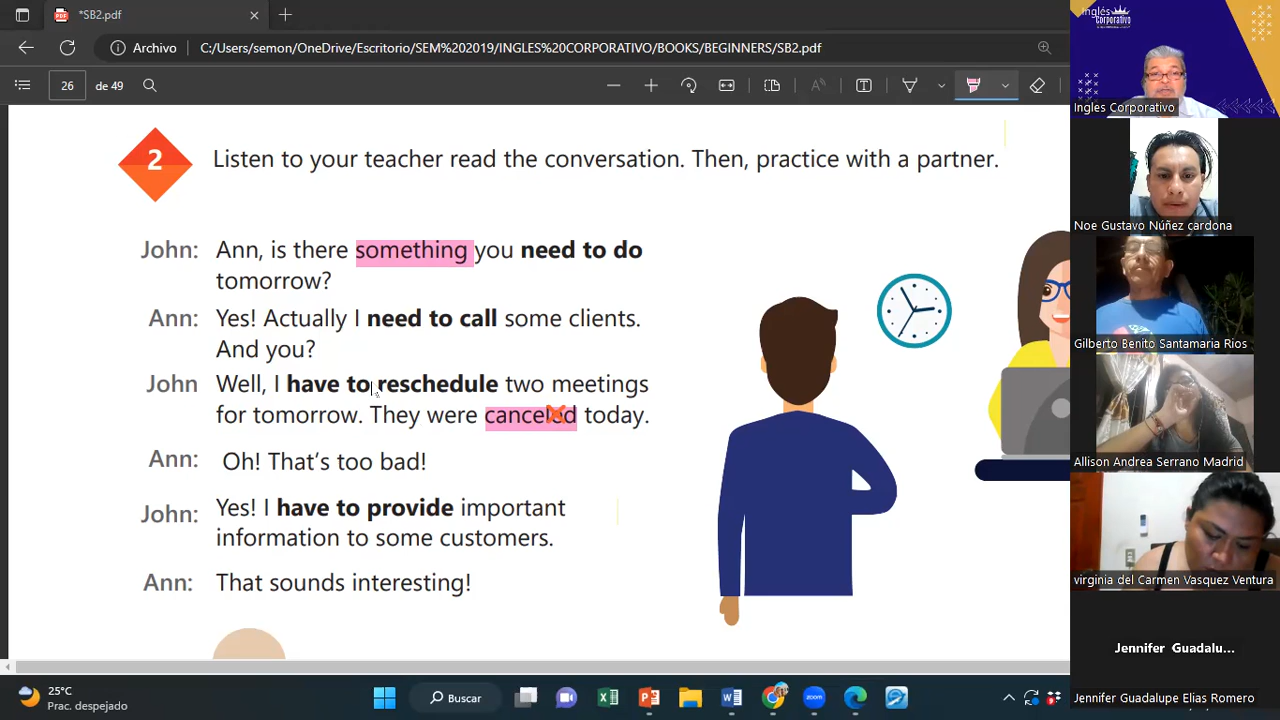 *SB2.pdf
Archivo
C:/Users/semon/OneDrive/Escritorio/SEM%202019/INGLES%20CORPORATIVO/BOOKS/BEGINNERS/SB2.pdf
26
de 49
2
Listen to your teacher read the conversation. Then, practice with a partner.
John: Ann, is there something you need to do
tomorrow?
Ann: Yes! Actually I need to call some clients.
And you?
John Well, I have to reschedule two meetings
for tomorrow. They were canceled today.
Ann: Oh! That's too bad!
John: Yes! I have to provide important
information to some customers.
Ann: That sounds interesting!
Inglés
Corporativo
Ingles Corporativo
Noe Gustavo Núñez cardona
Gilberto Benito Santamaria Rios
Allison Andrea Serrano Madrid
virginia del Carmen Vasquez Ventura
Jennifer Guadalu...
Jennifer Guadalupe Elias Romero
25°C
Prac. despejado
Buscar
zoom